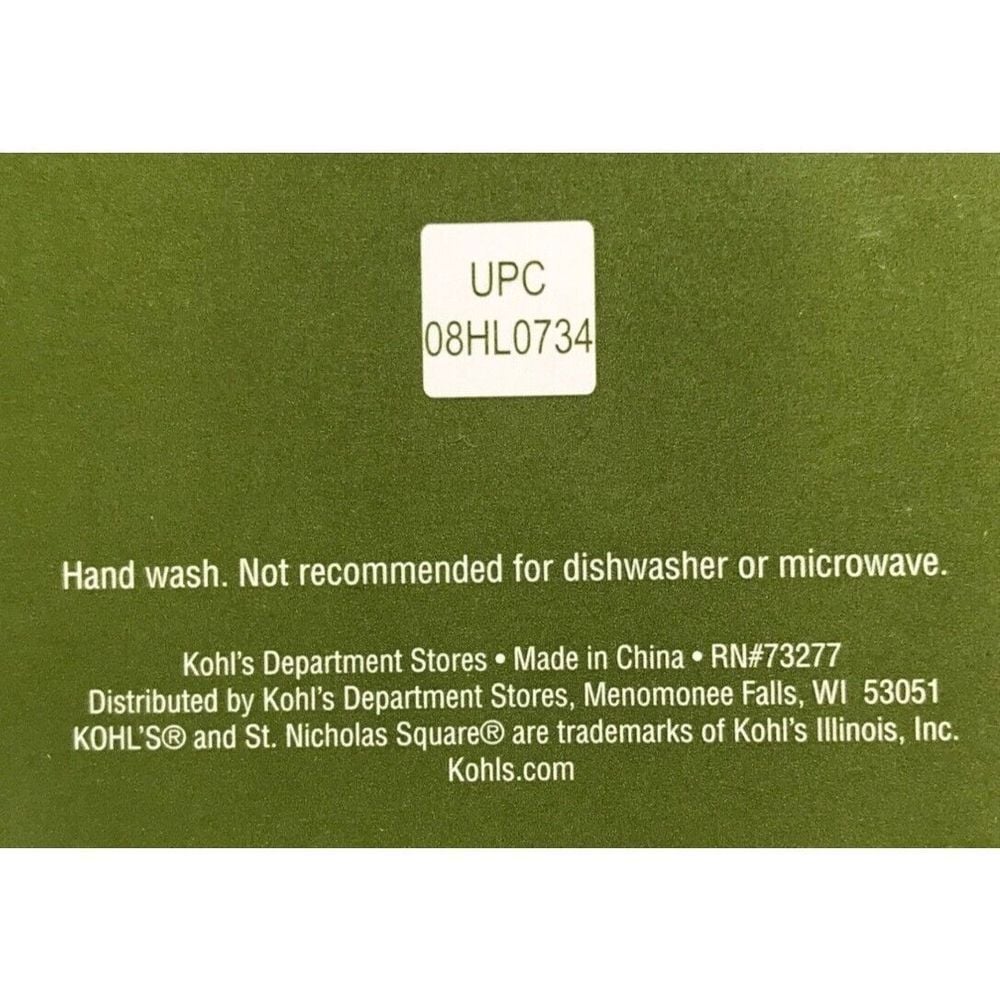 UPC
08HL0734
Hand wash. Not recommended for dishwasher or microwave.
Kohl's Department Stores • Made in China • RN#73277
Distributed by Kohl's Department Stores, Menomonee Falls, WI 53051
KOHL'S® and St. Nicholas Square® are trademarks of Kohl's Illinois, Inc.
Kohls.com